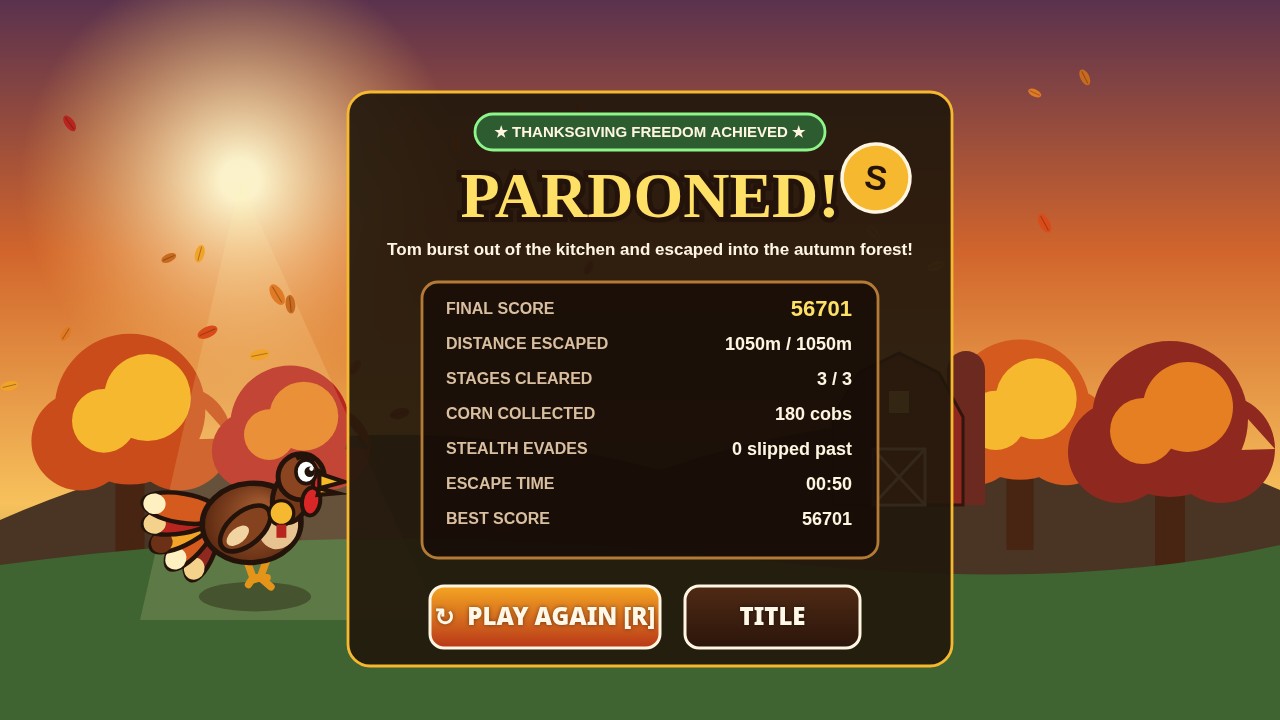 ★ THANKSGIVING FREEDOM ACHIEVED ★
PARDONED!
S
Tom burst out of the kitchen and escaped into the autumn forest!
FINAL SCORE 56701
DISTANCE ESCAPED 1050m / 1050m
STAGES CLEARED 3 / 3
CORN COLLECTED 180 cobs
STEALTH EVADES 0 slipped past
ESCAPE TIME 00:50
BEST SCORE 56701
↻ PLAY AGAIN [R] TITLE